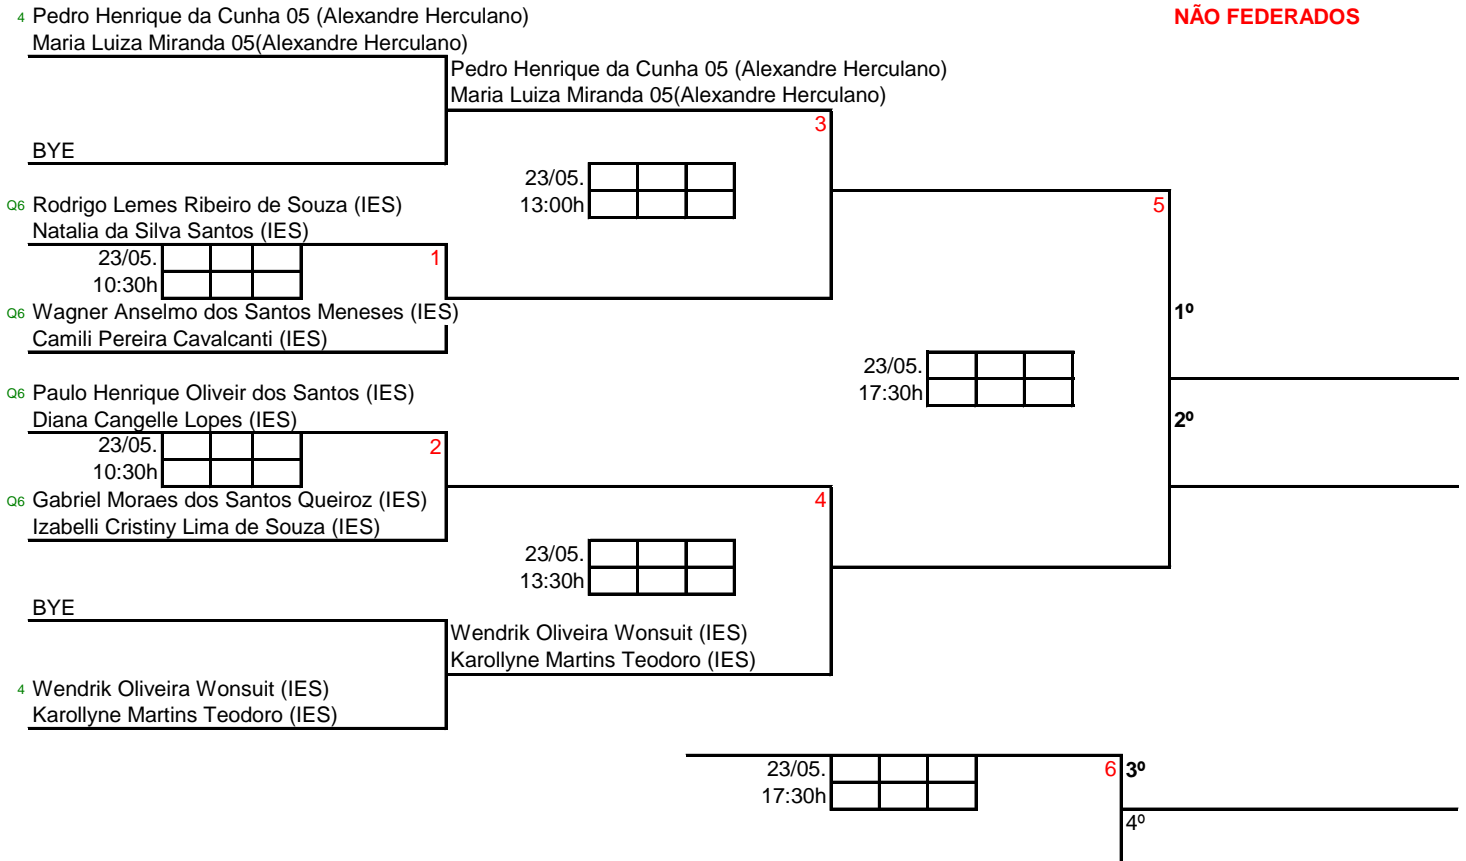 4 Pedro Henrique da Cunha 05 (Alexandre Herculano)
NÃO FEDERADOS
Maria Luiza Miranda 05(Alexandre Herculano)
Pedro Henrique da Cunha 05 (Alexandre Herculano)
Maria Luiza Miranda 05(Alexandre Herculano)
3
BYE
23/05.
13:00h
Q6 Rodrigo Lemes Ribeiro de Souza (IES)
5
Natalia da Silva Santos (IES)
23/05.
1
10:30h
Q6 Wagner Anselmo dos Santos Meneses (IES)
1º
Camili Pereira Cavalcanti (IES)
23/05.
17:30h
Q6 Paulo Henrique Oliveir dos Santos (IES)
Diana Cangelle Lopes (IES)
2º
23/05.
2
10:30h
Q6 Gabriel Moraes dos Santos Queiroz (IES)
4
Izabelli Cristiny Lima de Souza (IES)
23/05.
13:30h
BYE
Wendrik Oliveira Wonsuit (IES)
Karollyne Martins Teodoro (IES)
4 Wendrik Oliveira Wonsuit (IES)
Karollyne Martins Teodoro (IES)
23/05.
6
3º
17:30h
4º